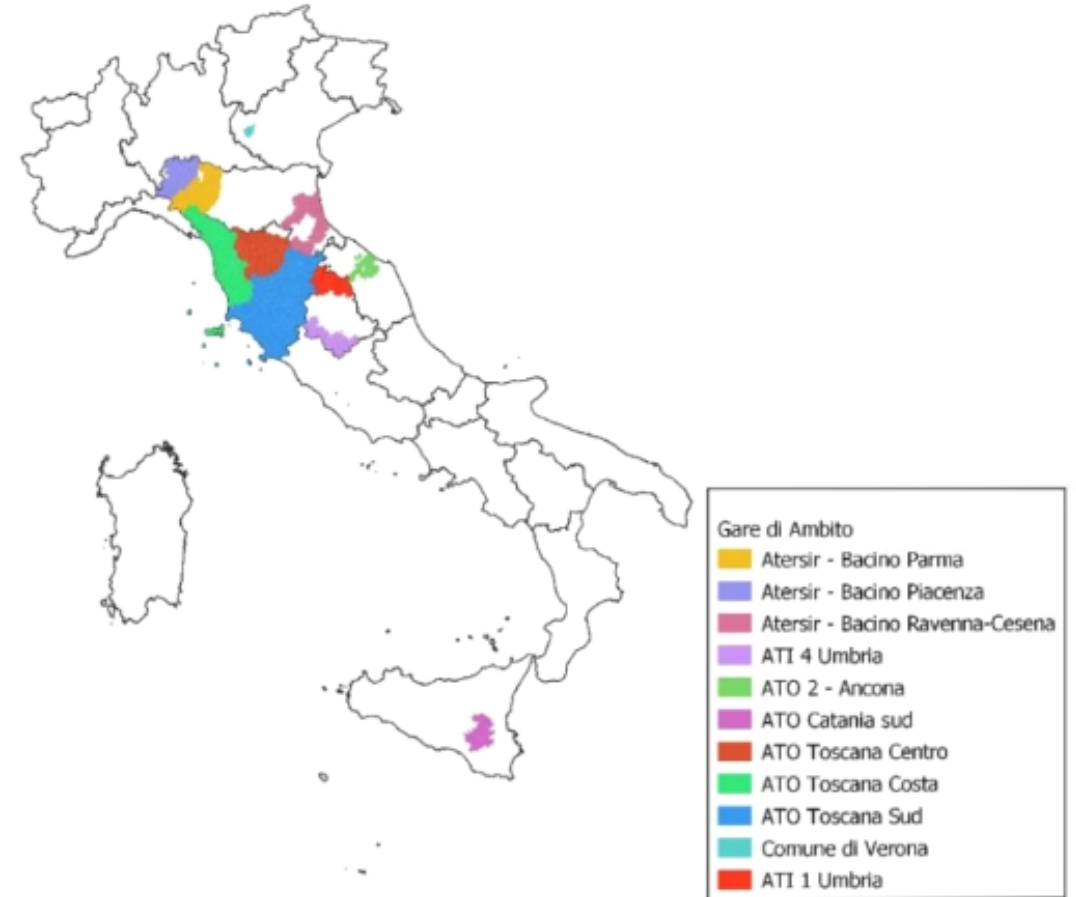 Gare di Ambito
Atersir - Bacino Parma
Atersir - Bacino Piacenza
Atersir - Bacino Ravenna-Cesena
ATI 4 Umbria
ATO 2 - Ancona
ATO Catania sud
ATO Toscana Centro
ATO Toscana Costa
ATO Toscana Sud
Comune di Verona
ATI 1 Umbria